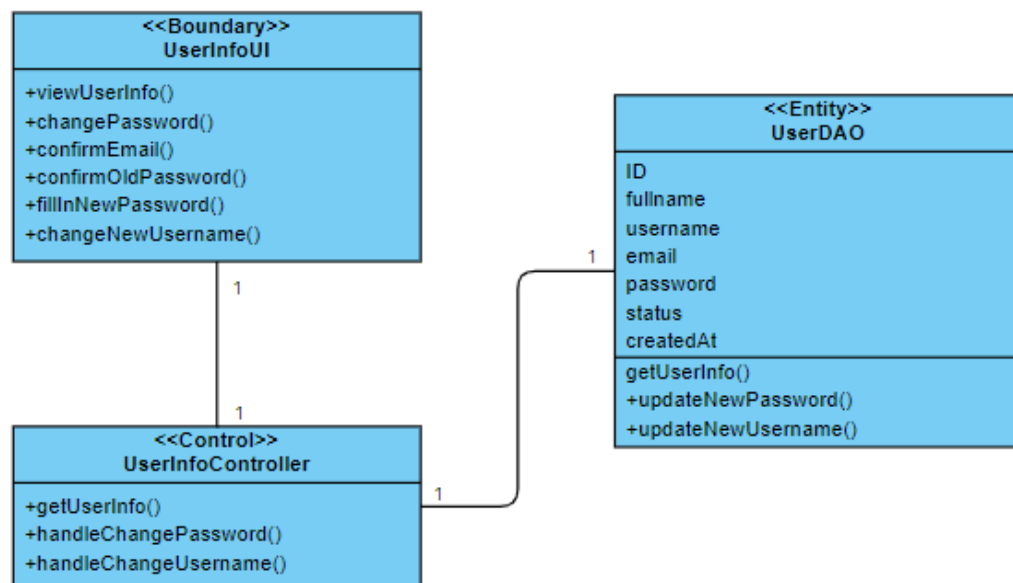 <<Boundary>>
UserInfoUI
+viewUserInfo()
+changePassword()
+confirmEmail()
+confirmOldPassword()
+fillInNewPassword()
+changeNewUsername()
1
1
<<Control>>
UserInfoController
+getUserInfo()
+handleChangePassword()
+handleChangeUsername()
1
1
<<Entity>>
UserDAO
ID
fullname
username
email
password
status
createdAt
getUserInfo()
+updateNewPassword()
+updateNewUsername()